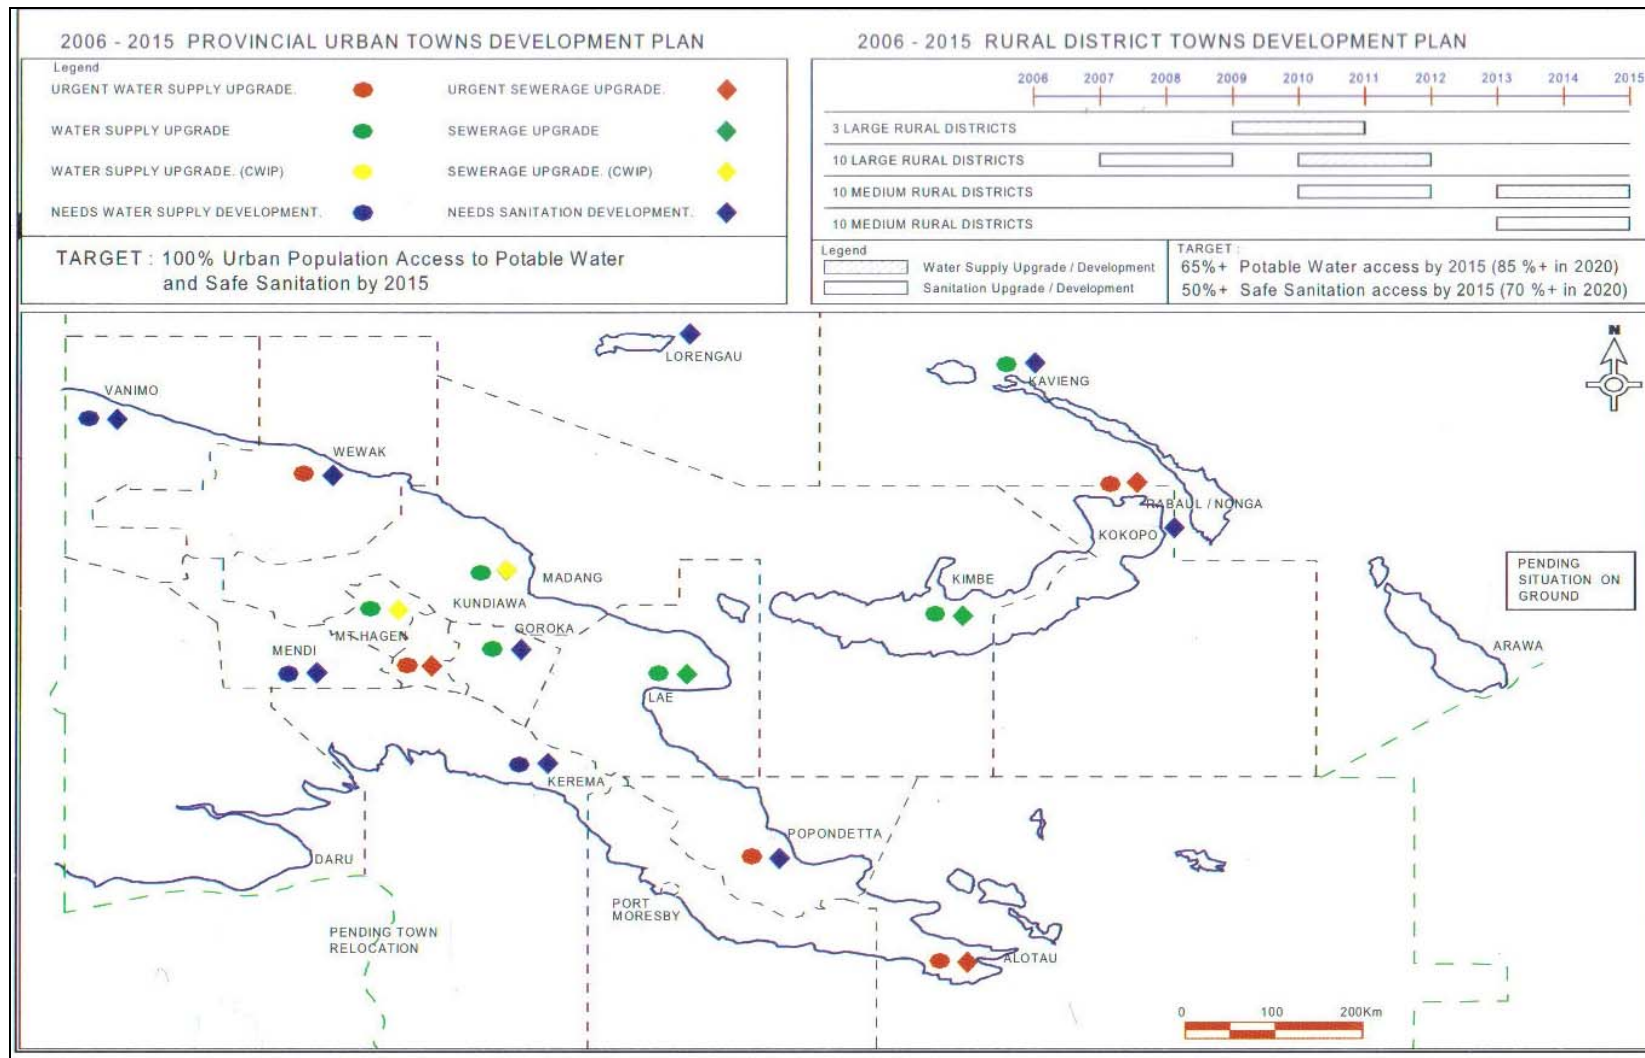 2006 - 2015 PROVINCIAL URBAN TOWNS DEVELOPMENT PLAN
Legend
URGENT WATER SUPPLY UPGRADE.
URGENT SEWERAGE UPGRADE.
WATER SUPPLY UPGRADE
SEWERAGE UPGRADE
WATER SUPPLY UPGRADE. (CWIP)
SEWERAGE UPGRADE. (CWIP)
NEEDS WATER SUPPLY DEVELOPMENT.
NEEDS SANITATION DEVELOPMENT.
TARGET : 100% Urban Population Access to Potable Water
and Safe Sanitation by 2015
2006 - 2015 RURAL DISTRICT TOWNS DEVELOPMENT PLAN
2006 2007 2008 2009 2010 2011 2012 2013 2014 2015
3 LARGE RURAL DISTRICTS
10 LARGE RURAL DISTRICTS
10 MEDIUM RURAL DISTRICTS
10 MEDIUM RURAL DISTRICTS
Legend
Water Supply Upgrade / Development
Sanitation Upgrade / Development
TARGET :
65%+ Potable Water access by 2015 (85 %+ in 2020)
50%+ Safe Sanitation access by 2015 (70 %+ in 2020)
N
LORENGAU
VANIMO
KAVIENG
WEWAK
RABAUL / NONGA
KOKOPO
MADANG
KIMBE
PENDING
SITUATION ON
GROUND
KUNDIAWA
GOROKA
MT.HAGEN
MENDI
ARAWA
LAE
KEREMA
POPONDETTA
DARU
PORT
MORESBY
PENDING TOWN
RELOCATION
ALOTAU
0 100 200Km